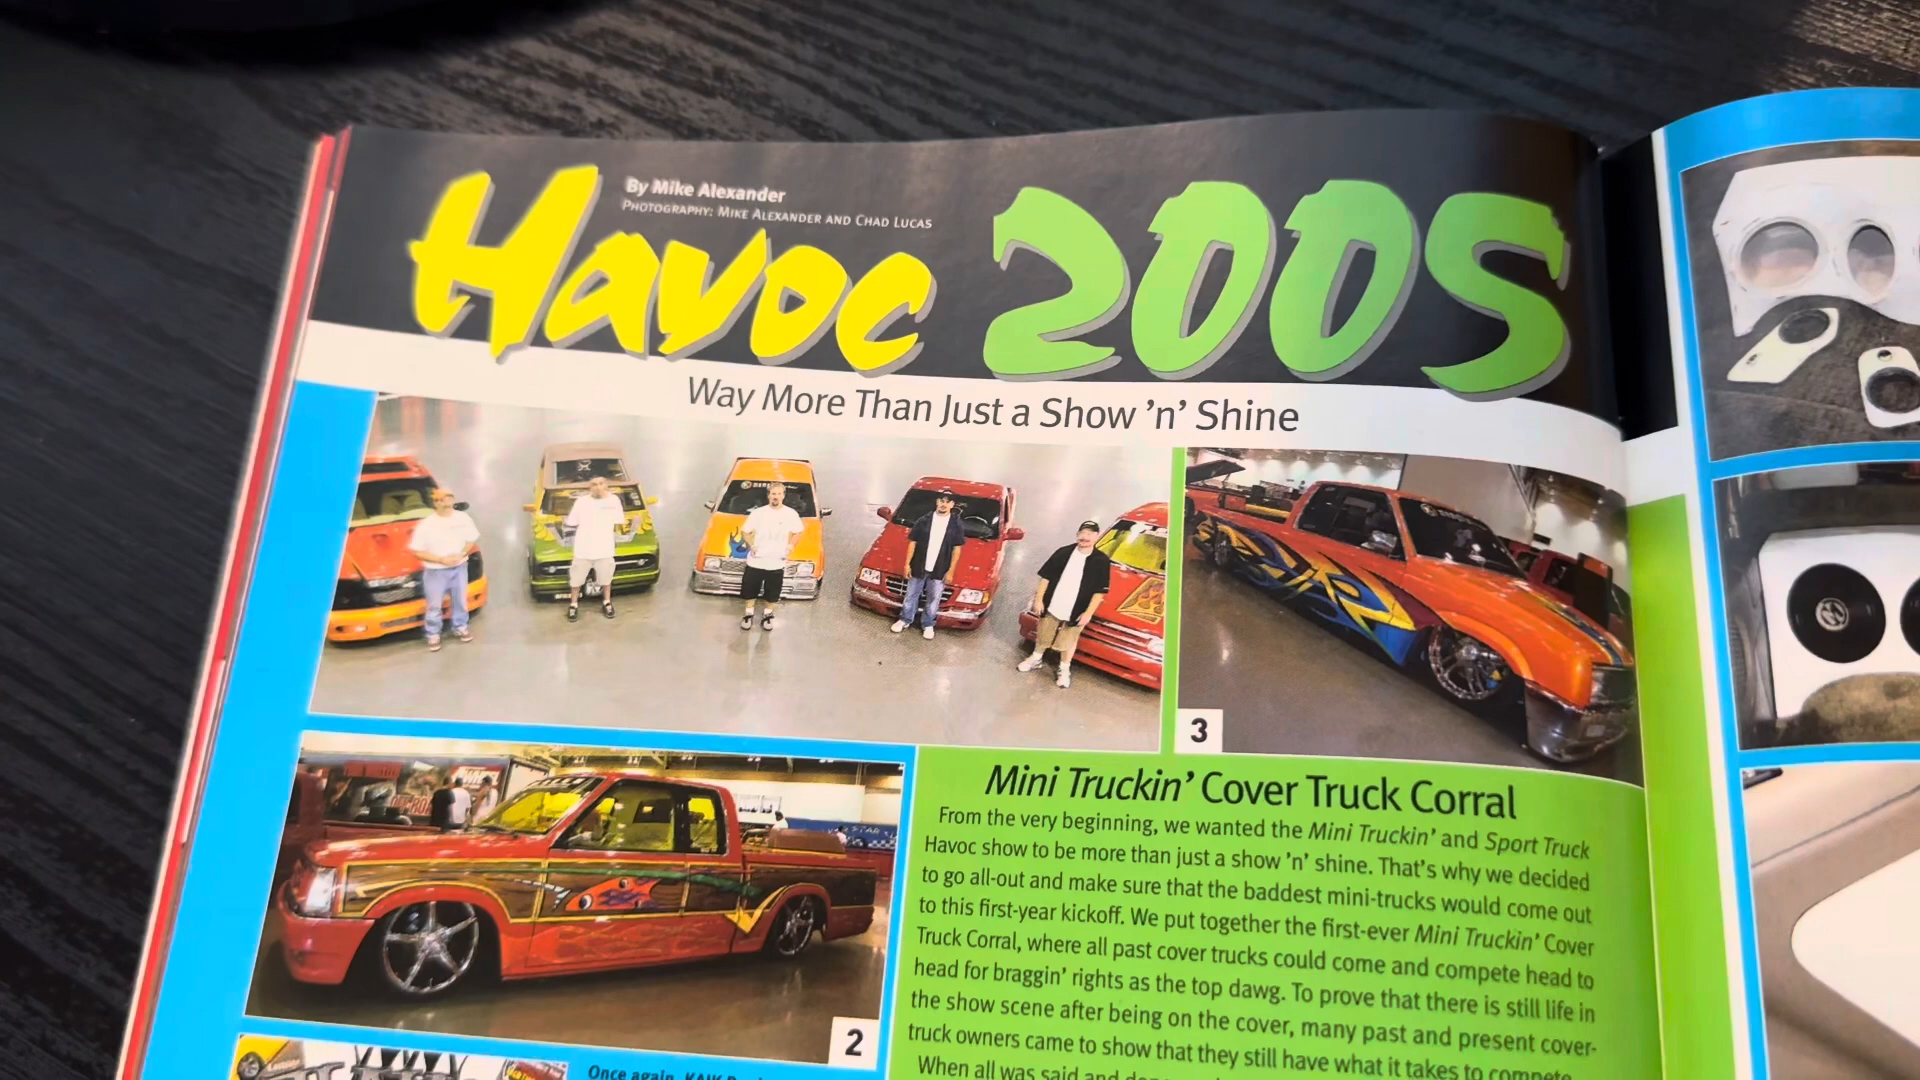 Havoc 2005
By Mike Alexander
Photography: Mike Alexander and Chad Lucas
Way More Than Just a Show ’n’ Shine
3
2
Mini Truckin’ Cover Truck Corral
From the very beginning, we wanted the Mini Truckin’ and Sport Truck
Havoc show to be more than just a show ’n’ shine. That’s why we decided
to go all-out and make sure that the baddest mini-trucks would come out
to this first-year kickoff. We put together the first-ever Mini Truckin’ Cover
Truck Corral, where all past cover trucks could come and compete head to
head for braggin’ rights as the top dawg. To prove that there is still life in
the show scene after being on the cover, many past and present cover-
truck owners came to show that they still have what it takes to compete.
When all was said and
Once again, KAIK